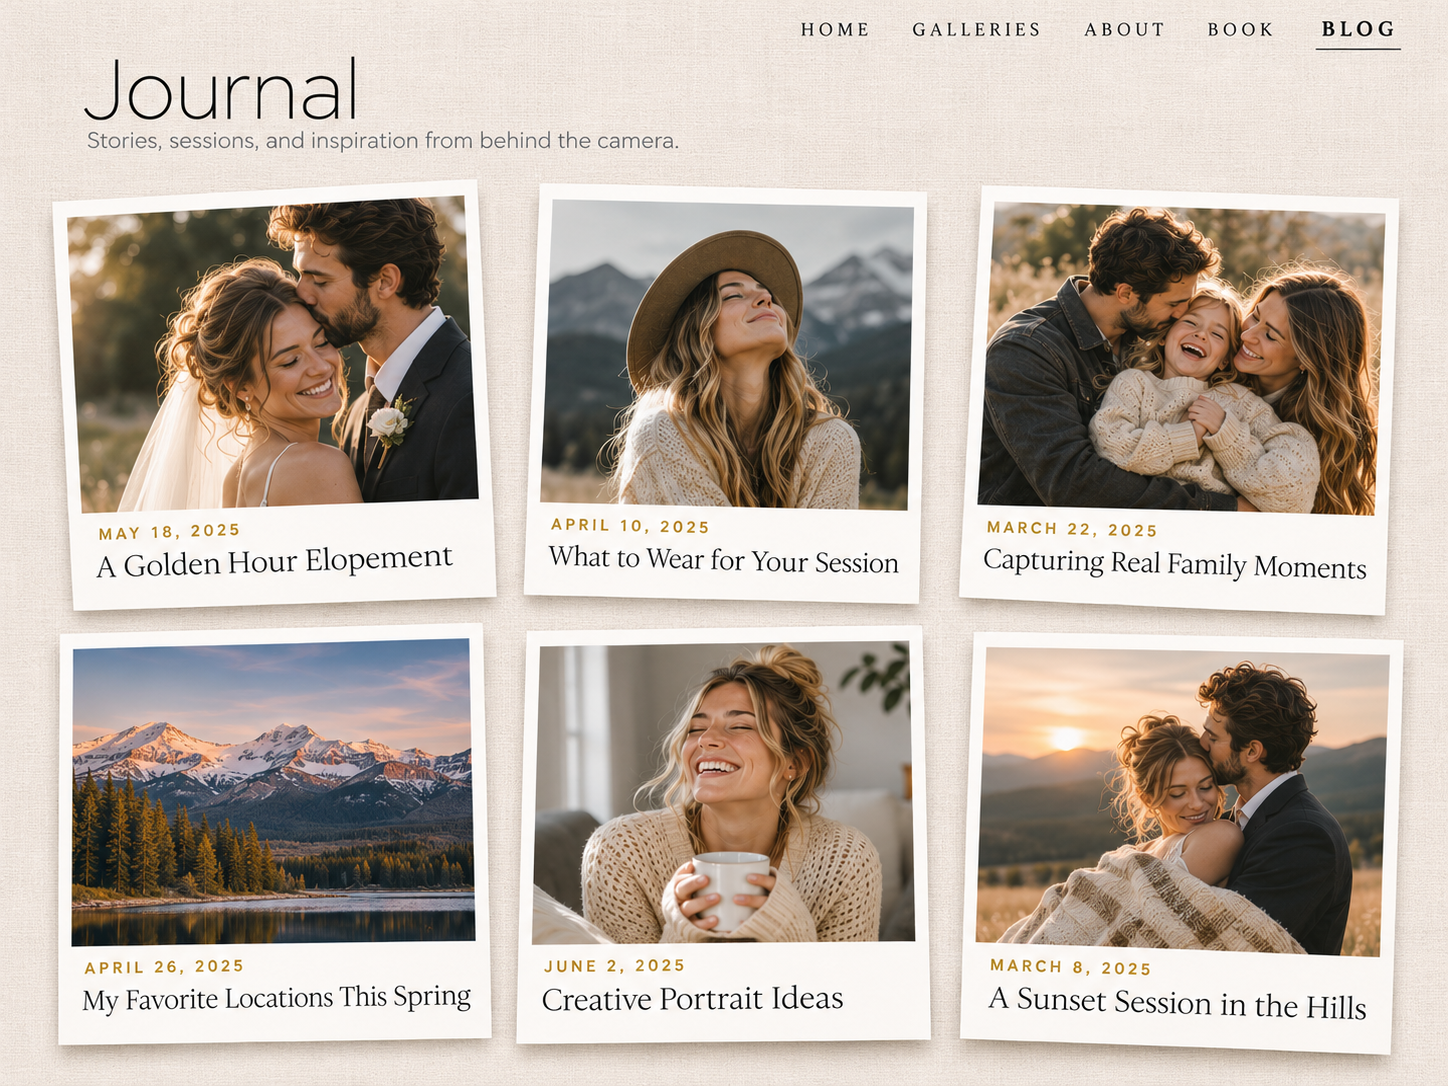 HOME GALLERIES ABOUT BOOK BLOG
Journal
Stories, sessions, and inspiration from behind the camera.
MAY 18, 2025
A Golden Hour Elopement
APRIL 10, 2025
What to Wear for Your Session
MARCH 22, 2025
Capturing Real Family Moments
APRIL 26, 2025
My Favorite Locations This Spring
JUNE 2, 2025
Creative Portrait Ideas
MARCH 8, 2025
A Sunset Session in the Hills